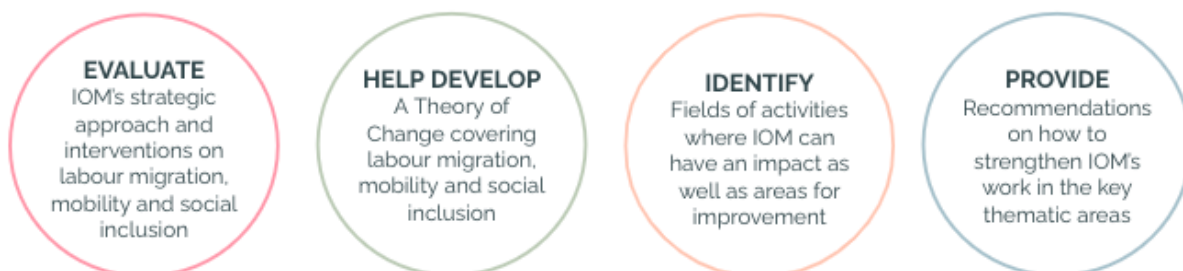 EVALUATE
IOM's strategic
approach and
interventions on
labour migration,
mobility and social
inclusion
HELP DEVELOP
A Theory of
Change covering
labour migration,
mobility and social
inclusion
IDENTIFY
Fields of activities
where IOM can
have an impact as
well as areas for
improvement
PROVIDE
Recommendations
on how to
strengthen IOM's
work in the key
thematic areas